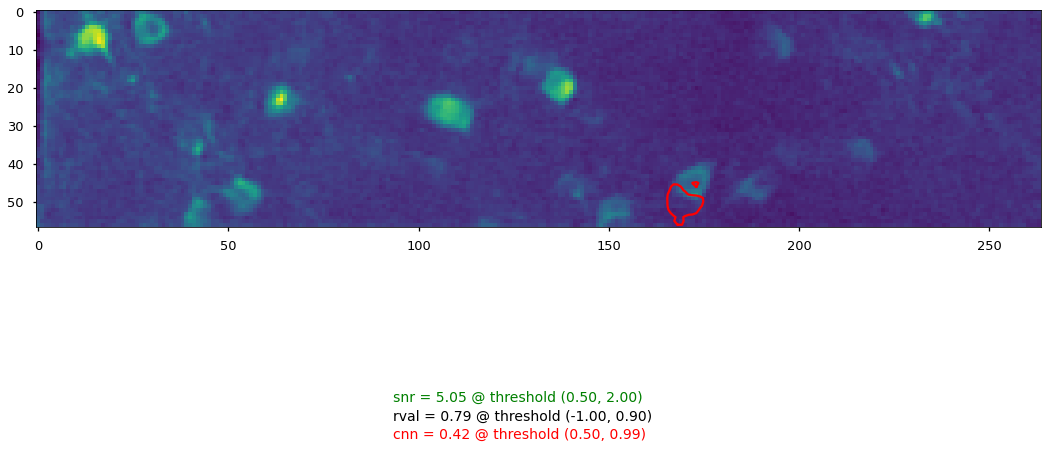 0
10
20
30
40
50
0 50 100 150 200 250
snr = 5.05 @ threshold (0.50, 2.00)
rval = 0.79 @ threshold (-1.00, 0.90)
cnn = 0.42 @ threshold (0.50, 0.99)